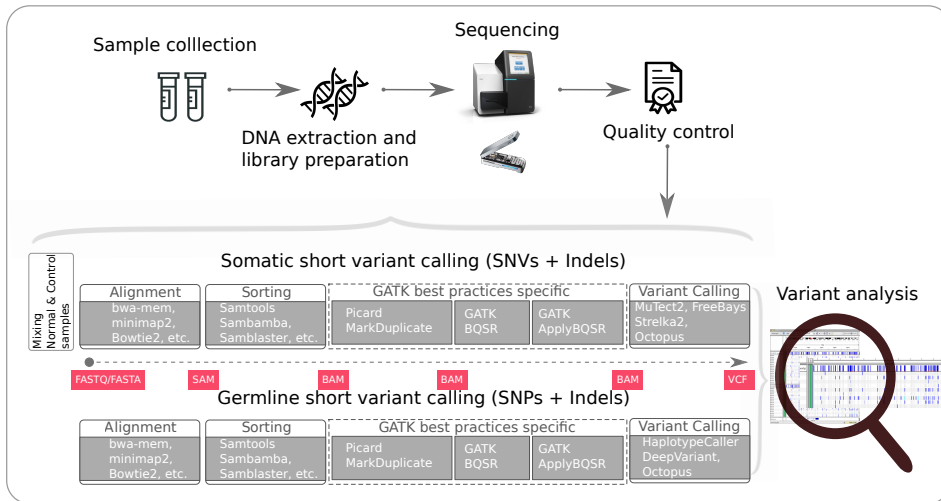 Sample colllection
Sequencing
DNA extraction and
library preparation
Quality control
Mixing
Normal & Control
samples
Somatic short variant calling (SNVs + Indels)
Alignment
bwa-mem,
minimap2,
Bowtie2, etc.
Sorting
Samtools
Sambamba,
Samblaster, etc.
GATK best practices specific
Picard
MarkDuplicate
GATK
BQSR
GATK
ApplyBQSR
Variant Calling
MuTect2, FreeBays
Strelka2,
Octopus
Variant analysis
FASTQ/FASTA
SAM
BAM
BAM
BAM
VCF
Germline short variant calling (SNPs + Indels)
Alignment
bwa-mem,
minimap2,
Bowtie2, etc.
Sorting
Samtools
Sambamba,
Samblaster, etc.
GATK best practices specific
Picard
MarkDuplicate
GATK
BQSR
GATK
ApplyBQSR
Variant Calling
HaplotypeCaller
DeepVariant,
Octopus